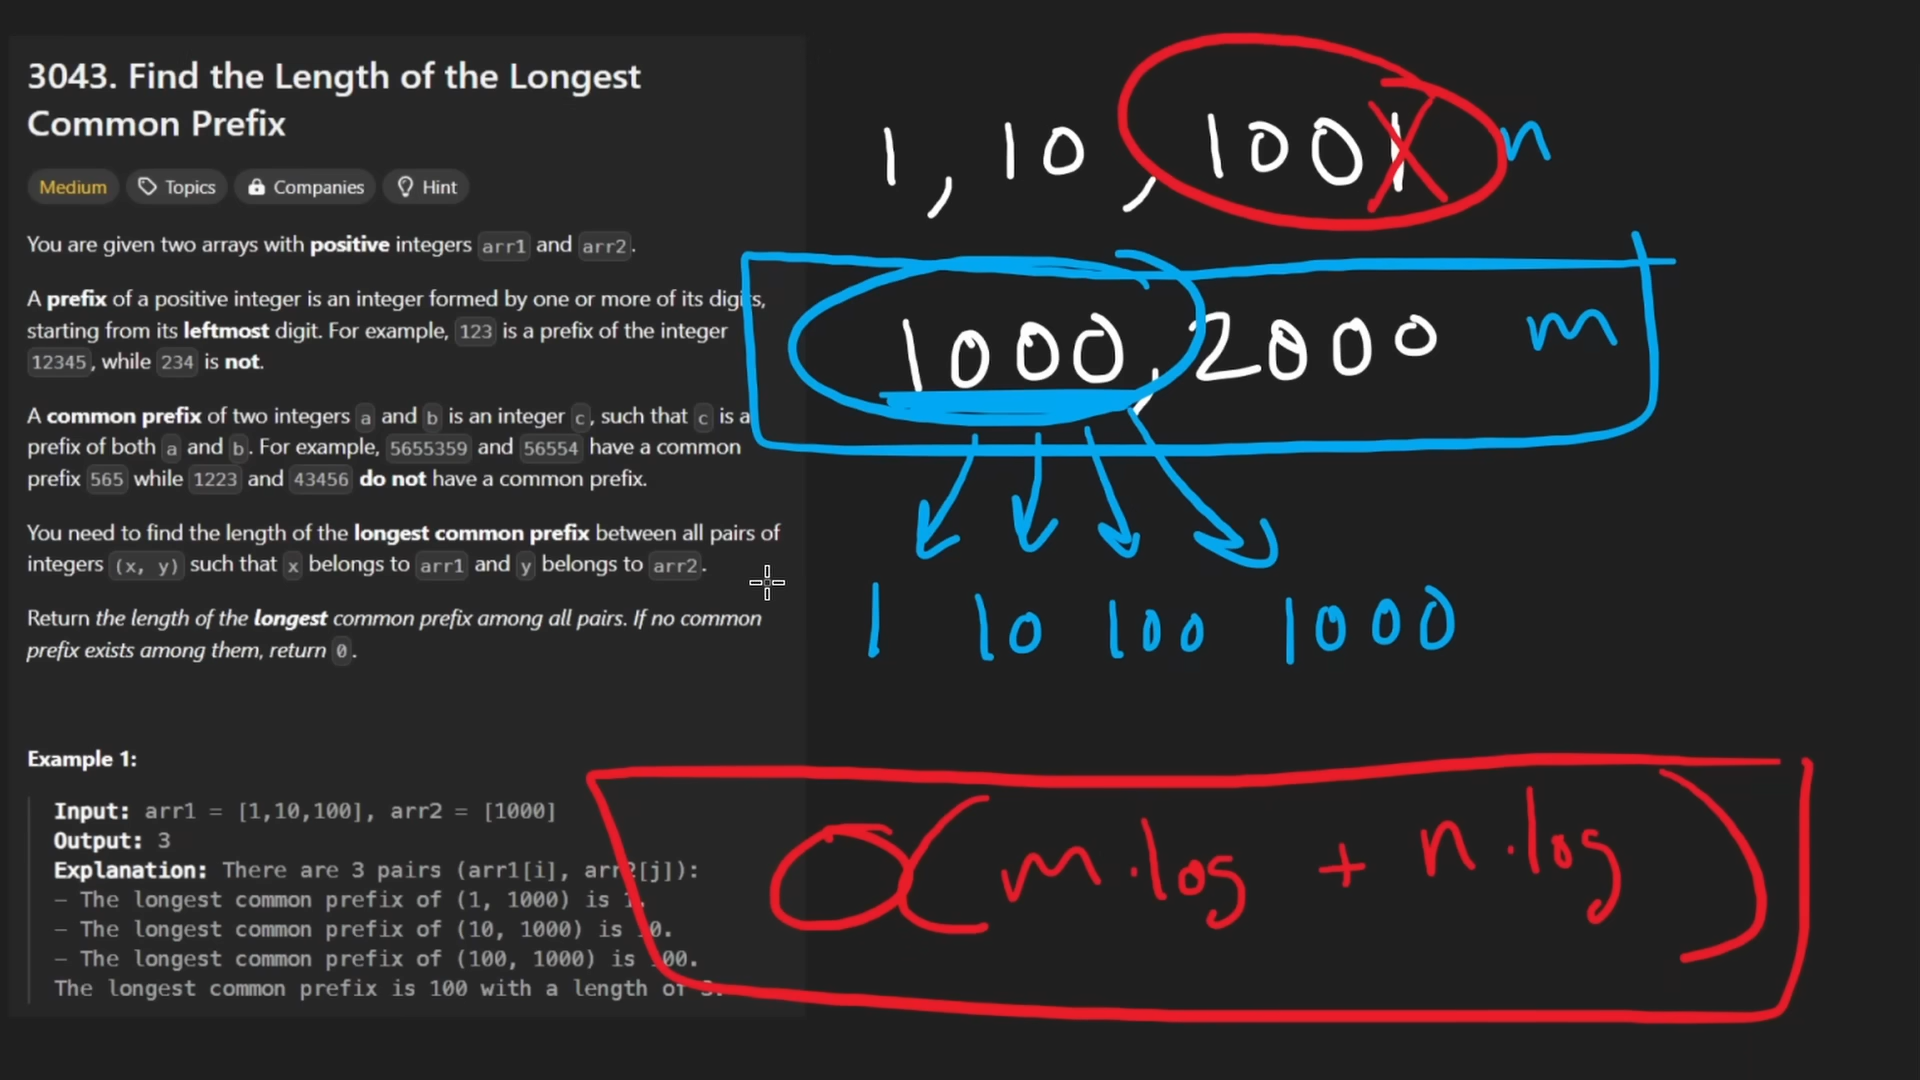 3043. Find the Length of the Longest
Common Prefix
Medium Topics Companies Hint
You are given two arrays with positive integers arr1 and arr2.
A prefix of a positive integer is an integer formed by one or more of its digits,
starting from its leftmost digit. For example, 123 is a prefix of the integer
12345, while 234 is not.
A common prefix of two integers a and b is an integer c, such that c is a
prefix of both a and b. For example, 5655359 and 56554 have a common
prefix 565 while 1223 and 43456 do not have a common prefix.
You need to find the length of the longest common prefix between all pairs of
integers (x, y) such that x belongs to arr1 and y belongs to arr2.
Return the length of the longest common prefix among all pairs. If no common
prefix exists among them, return 0.
Example 1:
Input: arr1 = [1,10,100], arr2 = [1000]
Output: 3
Explanation: There are 3 pairs (arr1[i], arr2[j]):
- The longest common prefix of (1, 1000) is 1.
- The longest common prefix of (10, 1000) is 10.
- The longest common prefix of (100, 1000) is 100.
The longest common prefix is 100 with a length of 3.
1, 10, 1001 n
1000, 2000 m
1 10 100 1000
O(m·log + n·log)